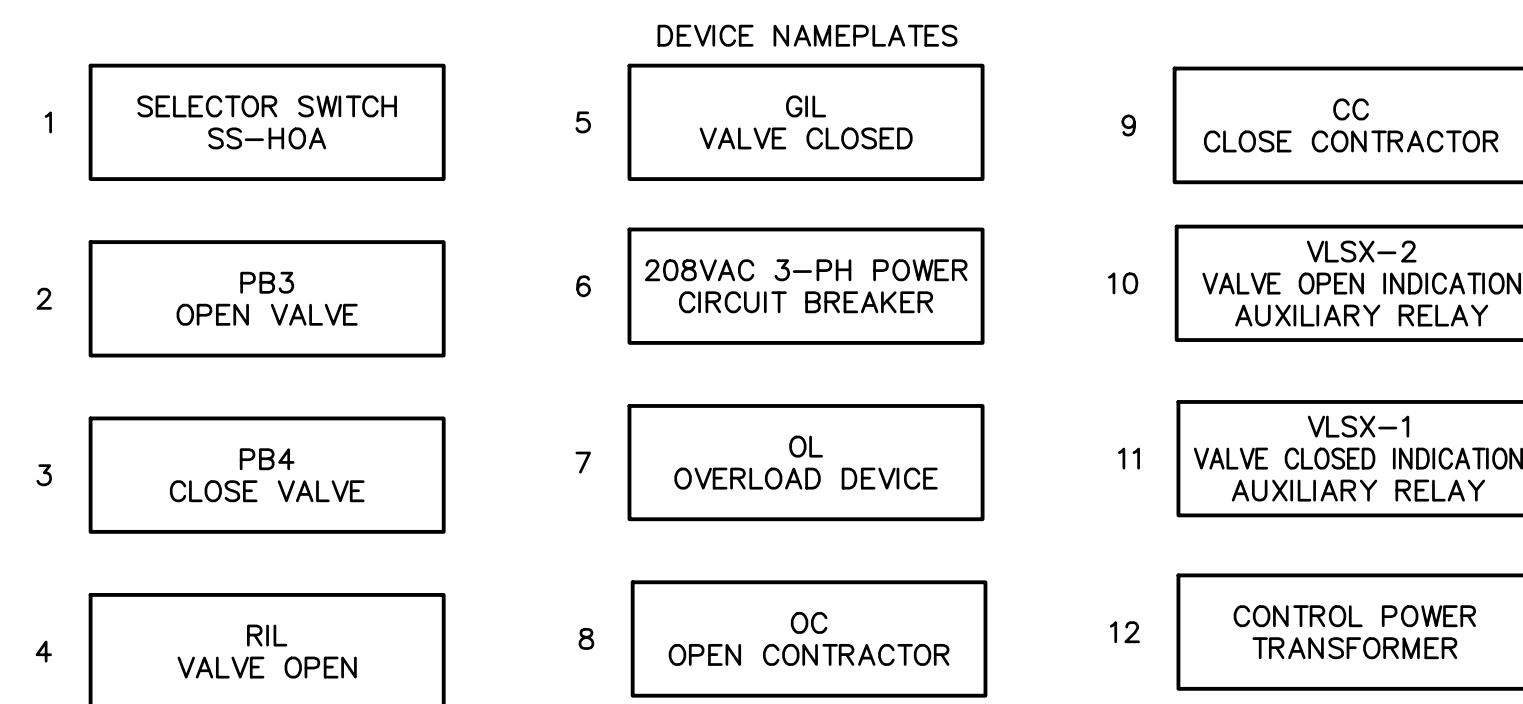 DEVICE NAMEPLATES
1
SELECTOR SWITCH
SS-HOA
2
PB3
OPEN VALVE
3
PB4
CLOSE VALVE
4
RIL
VALVE OPEN
5
GIL
VALVE CLOSED
6
208VAC 3-PH POWER
CIRCUIT BREAKER
7
OL
OVERLOAD DEVICE
8
OC
OPEN CONTRACTOR
9
CC
CLOSE CONTRACTOR
10
VLSX-2
VALVE OPEN INDICATION
AUXILIARY RELAY
11
VLSX-1
VALVE CLOSED INDICATION
AUXILIARY RELAY
12
CONTROL POWER
TRANSFORMER